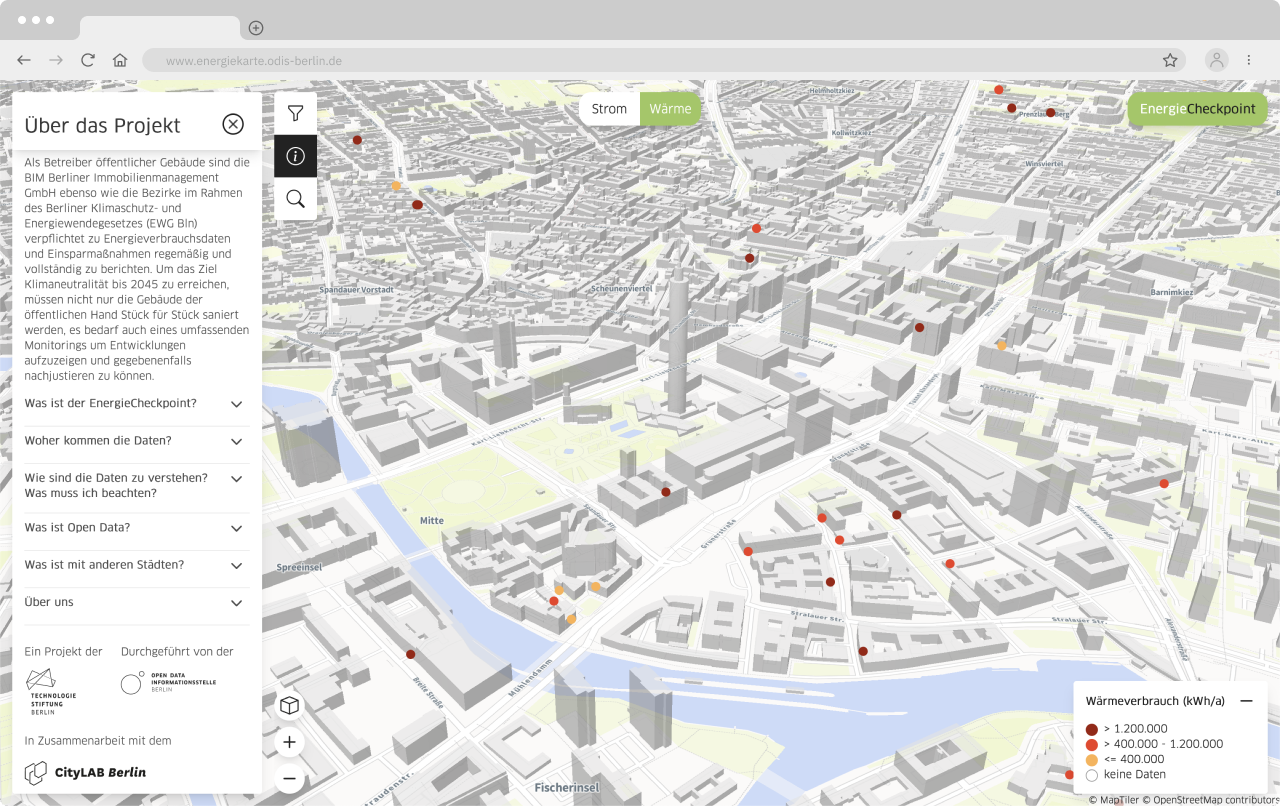 www.energiekarte.odis-berlin.de
Über das Projekt
Als Betreiber öffentlicher Gebäude sind die
BIM Berliner Immobilienmanagement
GmbH ebenso wie die Bezirke im Rahmen
des Berliner Klimaschutz- und
Energiewendegesetzes (EWG Bln)
verpflichtet zu Energieverbrauchsdaten
und Einsparmaßnahmen regemäßig und
vollständig zu berichten. Um das Ziel
Klimaneutralität bis 2045 zu erreichen,
müssen nicht nur die Gebäude der
öffentlichen Hand Stück für Stück saniert
werden, es bedarf auch eines umfassenden
Monitorings um Entwicklungen
aufzuzeigen und gegebenenfalls
nachjustieren zu können.
Was ist der EnergieCheckpoint?
Woher kommen die Daten?
Wie sind die Daten zu verstehen?
Was muss ich beachten?
Was ist Open Data?
Was ist mit anderen Städten?
Über uns
Ein Projekt der
Durchgeführt von der
TECHNOLOGIE
STIFTUNG
BERLIN
OPEN DATA
INFORMATIONSSTELLE
BERLIN
In Zusammenarbeit mit dem
CityLAB Berlin
Strom
Wärme
EnergieCheckpoint
Helmholtzkiez
Kollwitzkiez
Winsviertel
Spandauer Vorstadt
Scheunenviertel
Barnimkiez
Karl-Liebknecht-Str.
Karl-Marx-Allee
Grunerstraße
Alexanderstraße
Mitte
Spreeinsel
Stralauer Str.
Stralauer Str.
Alexanderstraße
Mühlendamm
Breite Straße
Fischerinsel
Wärmeverbrauch (kWh/a)
> 1.200.000
> 400.000 - 1.200.000
<= 400.000
keine Daten
© MapTiler © OpenStreetMap contributors